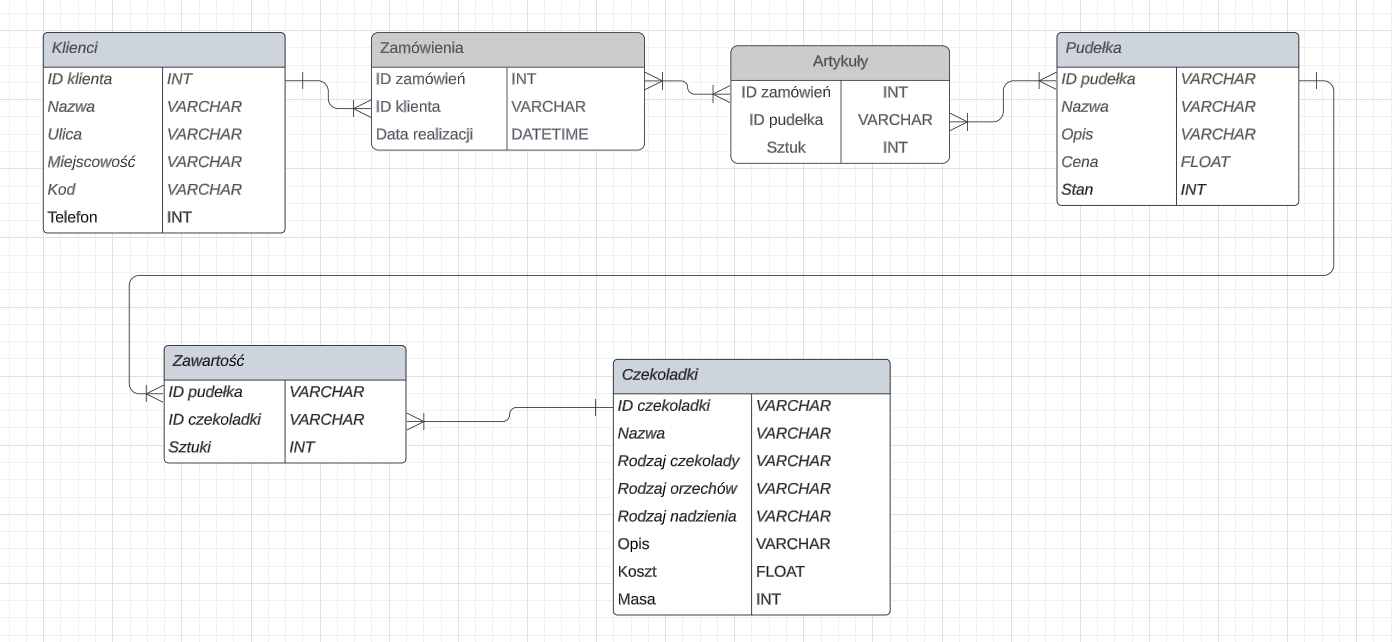 Klienci
ID klienta INT
Nazwa VARCHAR
Ulica VARCHAR
Miejscowość VARCHAR
Kod VARCHAR
Telefon INT
Zamówienia
ID zamówień INT
ID klienta VARCHAR
Data realizacji DATETIME
Artykuły
ID zamówień INT
ID pudełka VARCHAR
Sztuk INT
Pudełka
ID pudełka VARCHAR
Nazwa VARCHAR
Opis VARCHAR
Cena FLOAT
Stan INT
Zawartość
ID pudełka VARCHAR
ID czekoladki VARCHAR
Sztuki INT
Czekoladki
ID czekoladki VARCHAR
Nazwa VARCHAR
Rodzaj czekolady VARCHAR
Rodzaj orzechów VARCHAR
Rodzaj nadzienia VARCHAR
Opis VARCHAR
Koszt FLOAT
Masa INT